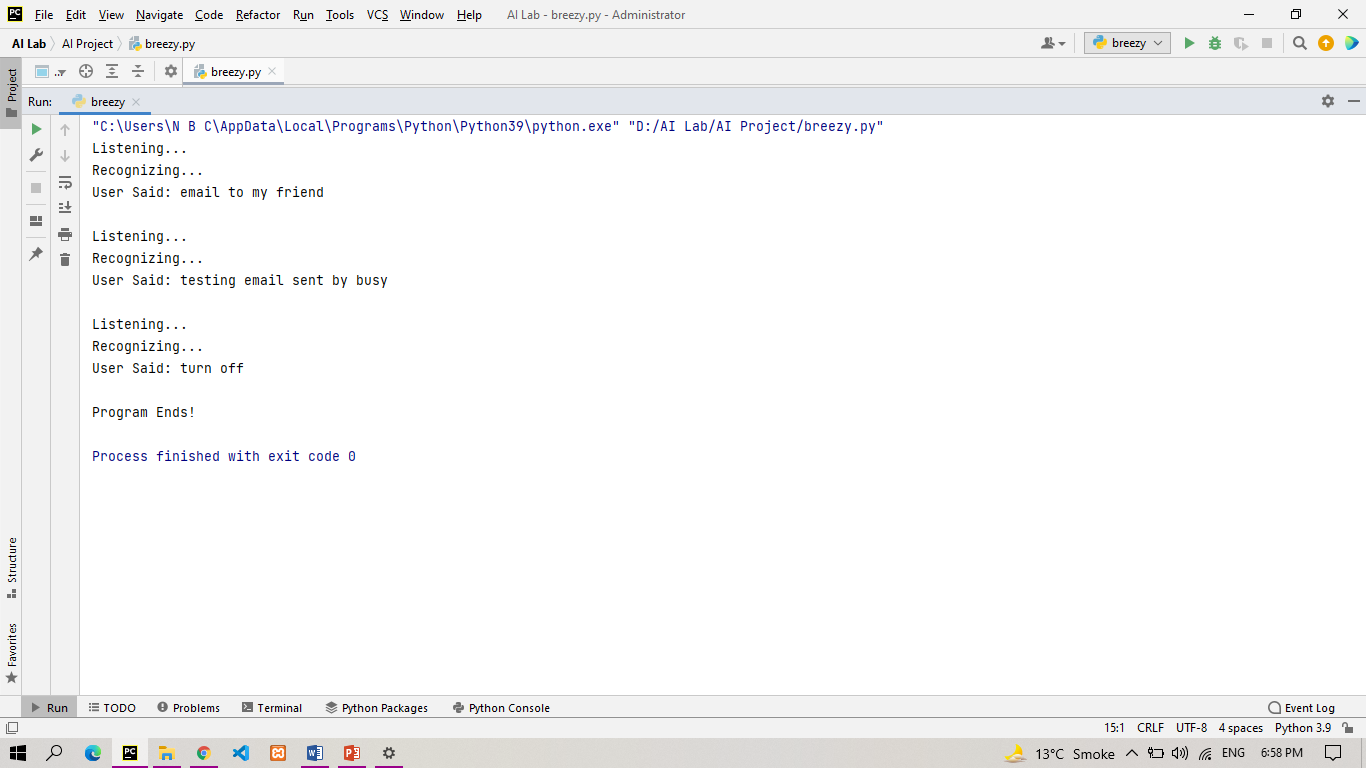 PC File Edit View Navigate Code Refactor Run Tools VCS Window Help AI Lab - breezy.py - Administrator
AI Lab AI Project breezy.py breezy
Project
.. breezy.py
Run: breezy
"C:\Users\N B C\AppData\Local\Programs\Python\Python39\python.exe" "D:/AI Lab/AI Project/breezy.py"
Listening...
Recognizing...
User Said: email to my friend
Listening...
Recognizing...
User Said: testing email sent by busy
Listening...
Recognizing...
User Said: turn off
Program Ends!
Process finished with exit code 0
Structure
Favorites
Run TODO Problems Terminal Python Packages Python Console Event Log
15:1 CRLF UTF-8 4 spaces Python 3.9
PC 13°C Smoke ENG 6:58 PM